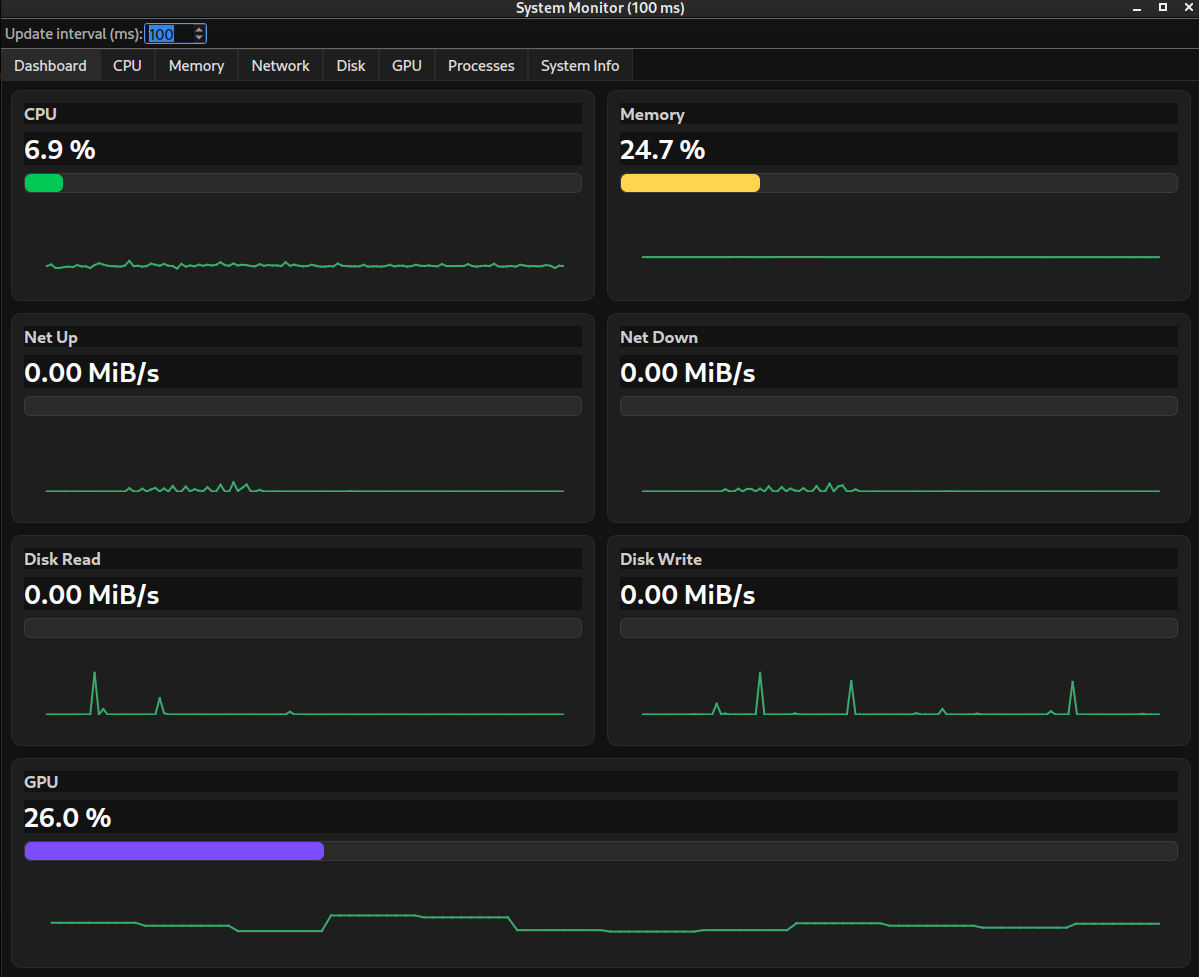 System Monitor (100 ms)
Update interval (ms): 100
Dashboard CPU Memory Network Disk GPU Processes System Info
CPU
6.9 %
Memory
24.7 %
Net Up
0.00 MiB/s
Net Down
0.00 MiB/s
Disk Read
0.00 MiB/s
Disk Write
0.00 MiB/s
GPU
26.0 %